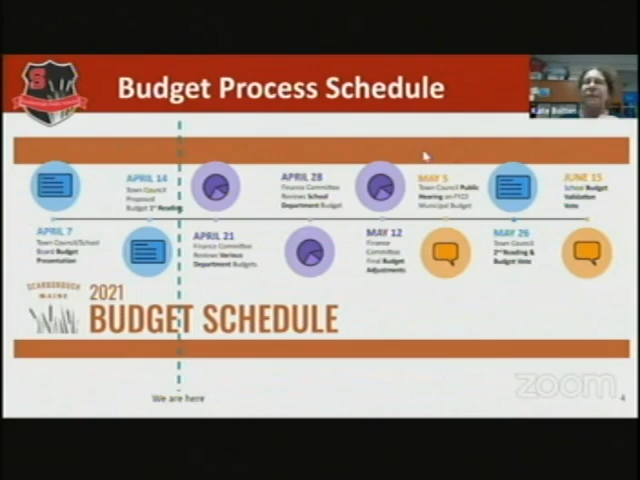 Budget Process Schedule
APRIL 14
Town Council
Proposed
Budget 1st Reading
APRIL 28
Finance Committee
Reviews School
Department Budget
MAY 5
Town Council Public
Hearing on FY22
Municipal Budget
JUNE 15
School Budget
Validation
Vote
APRIL 7
Town Council/School
Board Budget
Presentation
APRIL 21
Finance Committee
Reviews Various
Department Budgets
MAY 12
Finance
Committee
Final Budget
Adjustments
MAY 26
Town Council
2nd Reading &
Budget Vote
SCARBOROUGH
MAINE
2021
BUDGET SCHEDULE
We are here
zoom
4